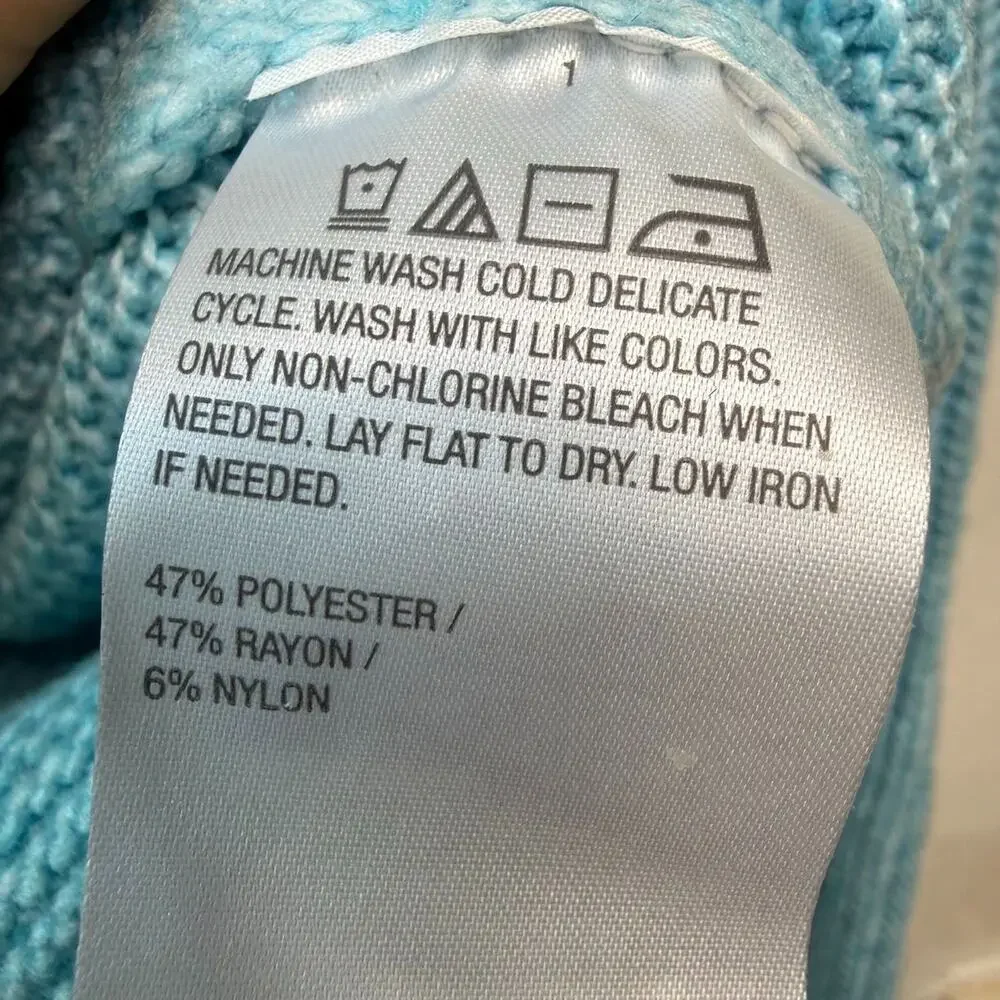 1
MACHINE WASH COLD DELICATE
CYCLE. WASH WITH LIKE COLORS.
ONLY NON-CHLORINE BLEACH WHEN
NEEDED. LAY FLAT TO DRY. LOW IRON
IF NEEDED.
47% POLYESTER /
47% RAYON /
6% NYLON